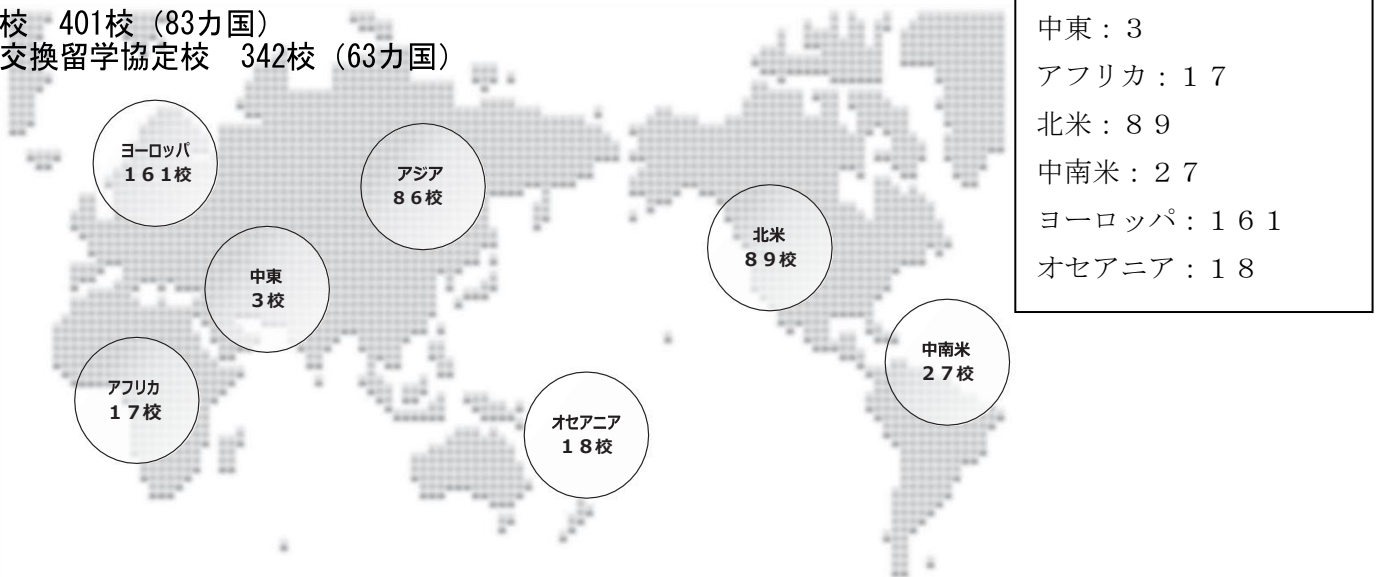 校　401校（83カ国）
交換留学協定校　342校（63カ国）
ヨーロッパ
１６１校
アジア
８６校
中東
３校
アフリカ
１７校
オセアニア
１８校
北米
８９校
中南米
２７校
中東：３
アフリカ：１７
北米：８９
中南米：２７
ヨーロッパ：１６１
オセアニア：１８